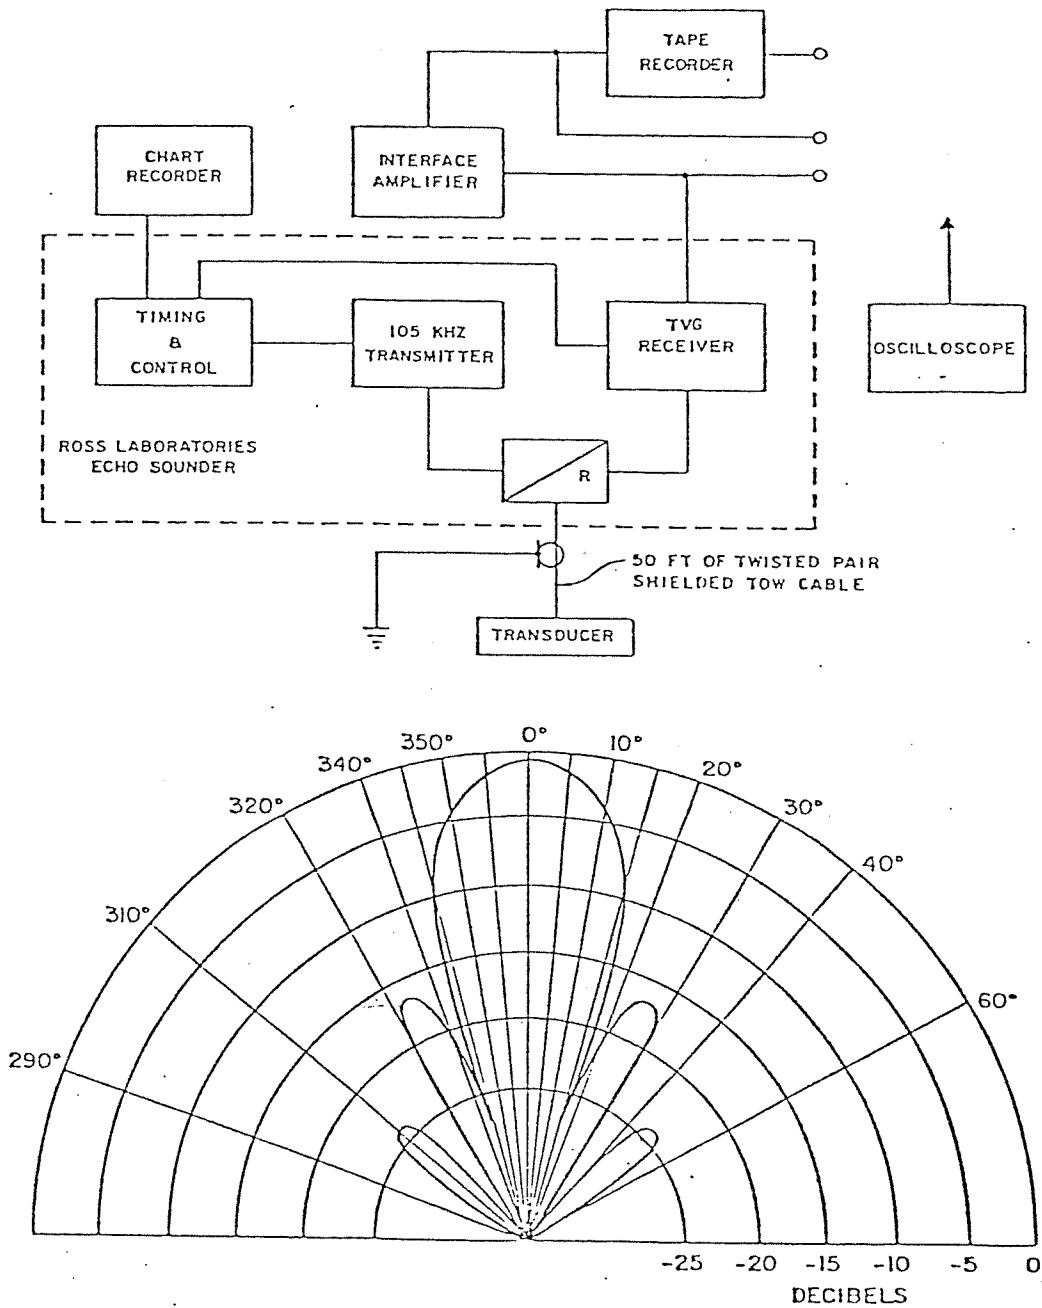 TAPE
RECORDER
CHART
RECORDER
INTERFACE
AMPLIFIER
TIMING
&
CONTROL
105 KHZ
TRANSMITTER
TVG
RECEIVER
OSCILLOSCOPE
ROSS LABORATORIES
ECHO SOUNDER
R
50 FT OF TWISTED PAIR
SHIELDED TOW CABLE
TRANSDUCER
0°
350°
10°
340°
20°
320°
30°
310°
40°
290°
60°
-25 -20 -15 -10 -5 0
DECIBELS